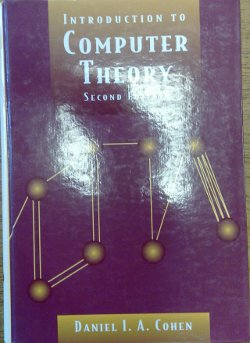 INTRODUCTION TO
COMPUTER
THEORY
SECOND
DANIEL I. A. COHEN